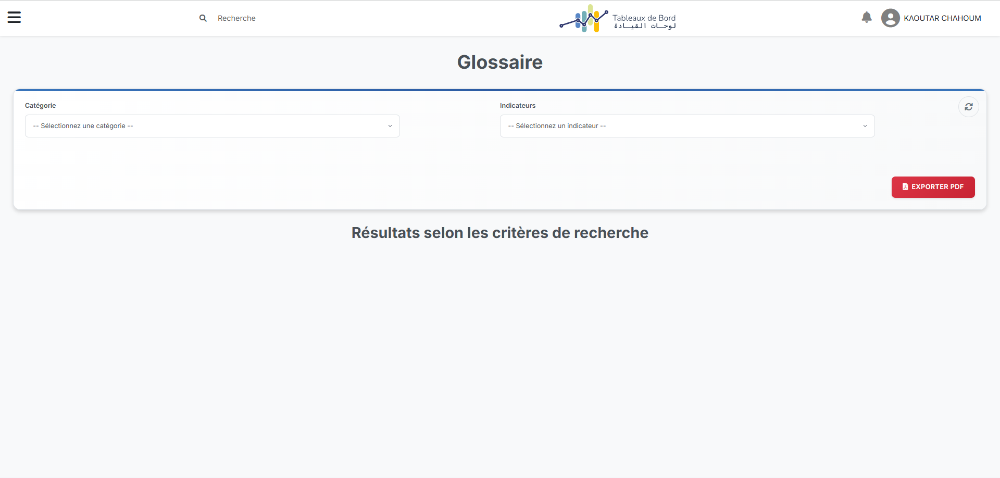 Recherche
Tableaux de Bord
لوحات القيادة
KAOUTAR CHAHOUM
Glossaire
Catégorie
Indicateurs
-- Sélectionnez une catégorie --
-- Sélectionnez un indicateur --
EXPORTER PDF
Résultats selon les critères de recherche